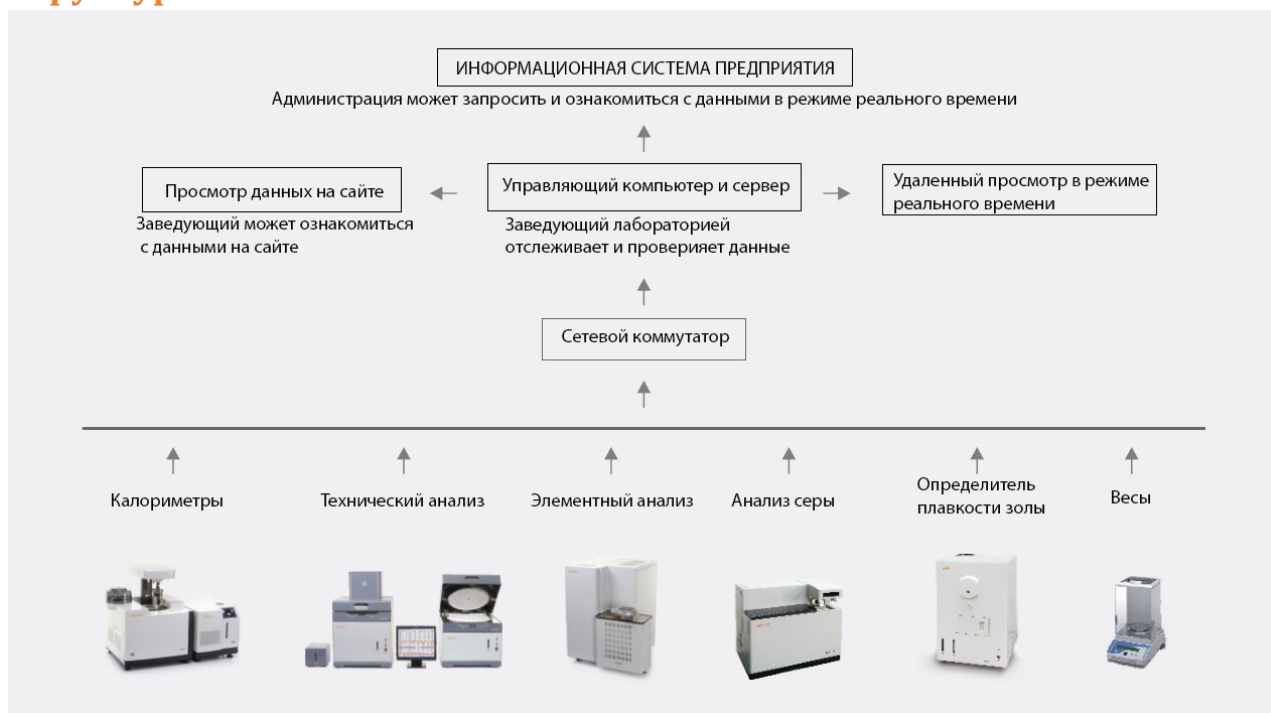 ИНФОРМАЦИОННАЯ СИСТЕМА ПРЕДПРИЯТИЯ
Администрация может запросить и ознакомиться с данными в режиме реального времени
Просмотр данных на сайте
Заведующий может ознакомиться
с данными на сайте
Управляющий компьютер и сервер
Заведующий лабораторией
отслеживает и проверияет данные
Удаленный просмотр в режиме
реального времени
Сетевой коммутатор
Калориметры
Технический анализ
Элементный анализ
Анализ серы
Определитель
плавкости золы
Весы